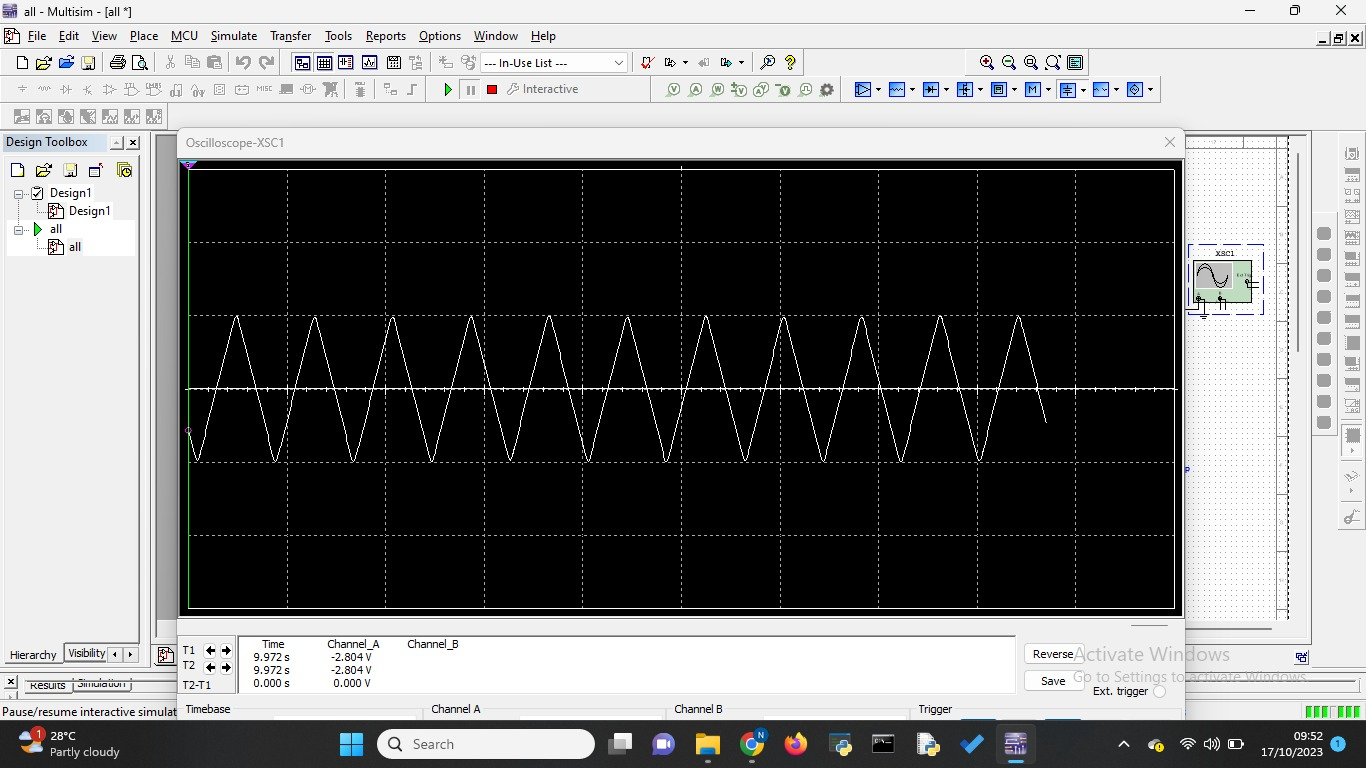 all - Multisim - [all *]
File Edit View Place MCU Simulate Transfer Tools Reports Options Window Help
--- In-Use List ---
Interactive
Design Toolbox
Oscilloscope-XSC1
Design1
Design1
all
all
XSC1
Time Channel_A Channel_B
T1 9.972 s -2.804 V
T2 9.972 s -2.804 V
T2-T1 0.000 s 0.000 V
Reverse
Save
Ext. trigger
Timebase Channel A Channel B Trigger
Hierarchy Visibility
Results Simulation
Pause/resume interactive simulat
Activate Windows
Go to Settings to activate Windows.
1
28°C
Partly cloudy
Search
N
09:52
17/10/2023
1